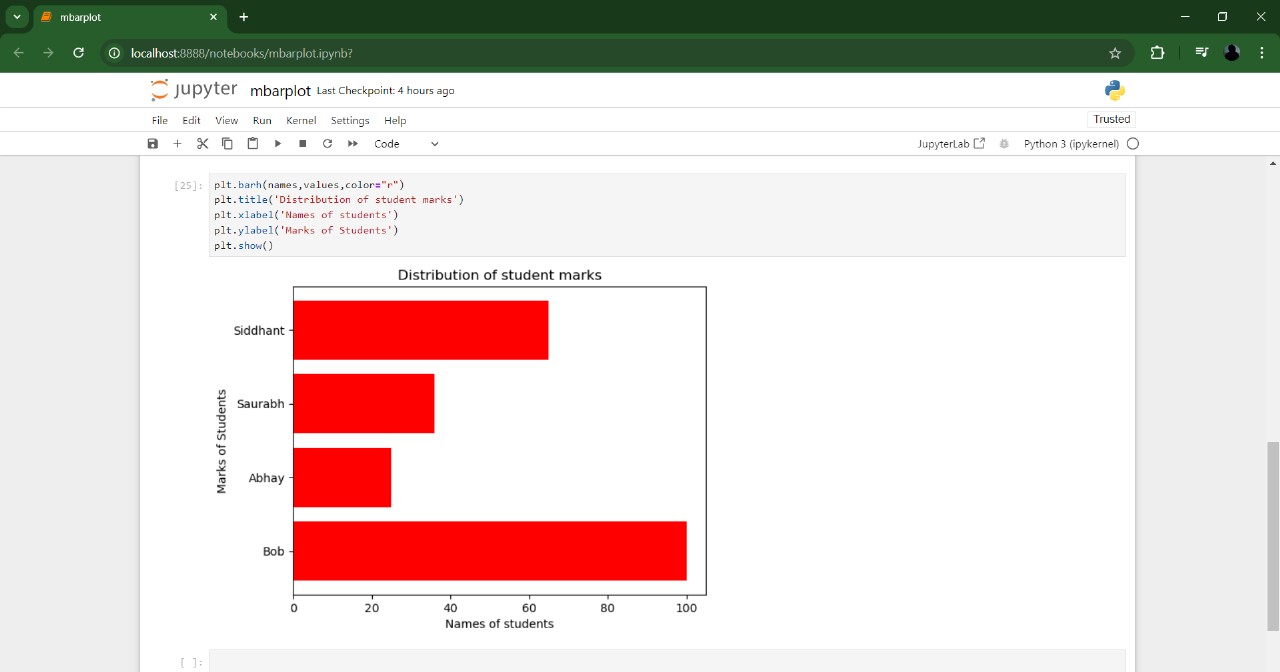 mbarplot
localhost:8888/notebooks/mbarplot.ipynb?
jupyter mbarplot Last Checkpoint: 4 hours ago
File Edit View Run Kernel Settings Help
Trusted
Code
JupyterLab Python 3 (ipykernel)
[25]: plt.barh(names,values,color="r")
plt.title('Distribution of student marks')
plt.xlabel('Names of students')
plt.ylabel('Marks of Students')
plt.show()
Distribution of student marks
Siddhant
Saurabh
Abhay
Bob
Marks of Students
0 20 40 60 80 100
Names of students
[ ]: